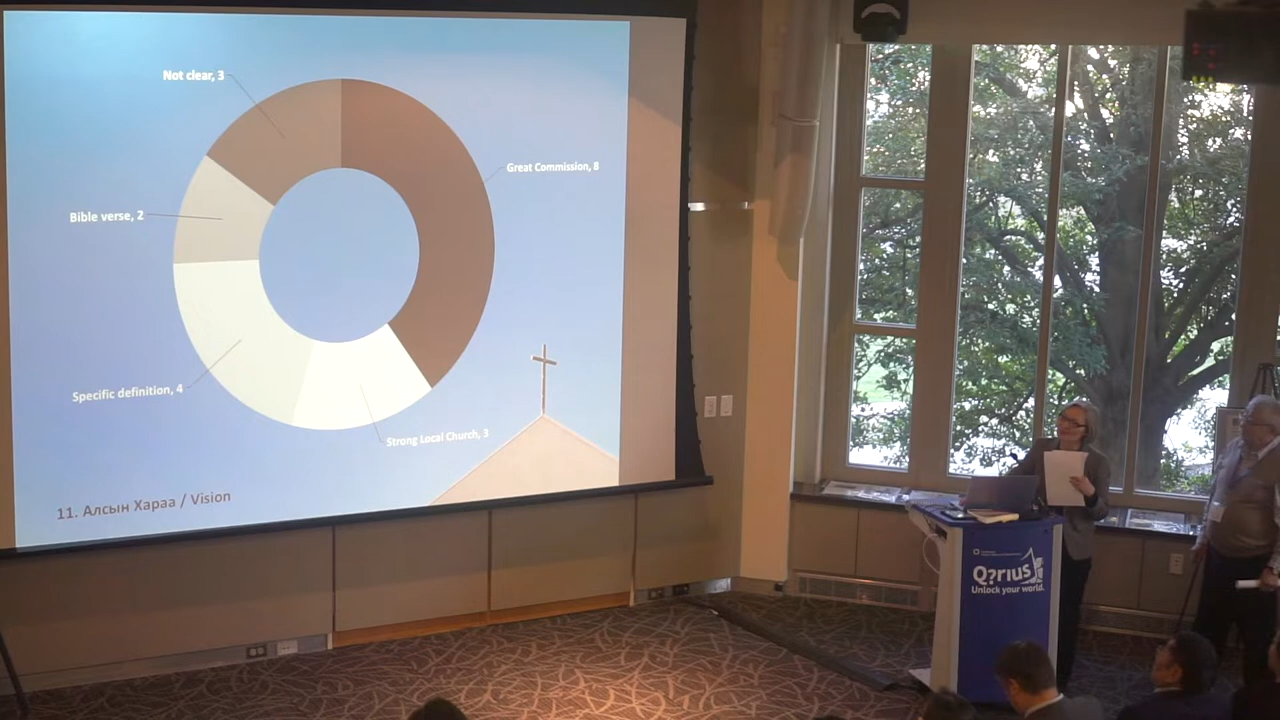 Not clear, 3
Great Commission, 8
Bible verse, 2
Specific definition, 4
Strong Local Church, 3
11. Алсын Хараа / Vision
Q?rius
Unlock your world.